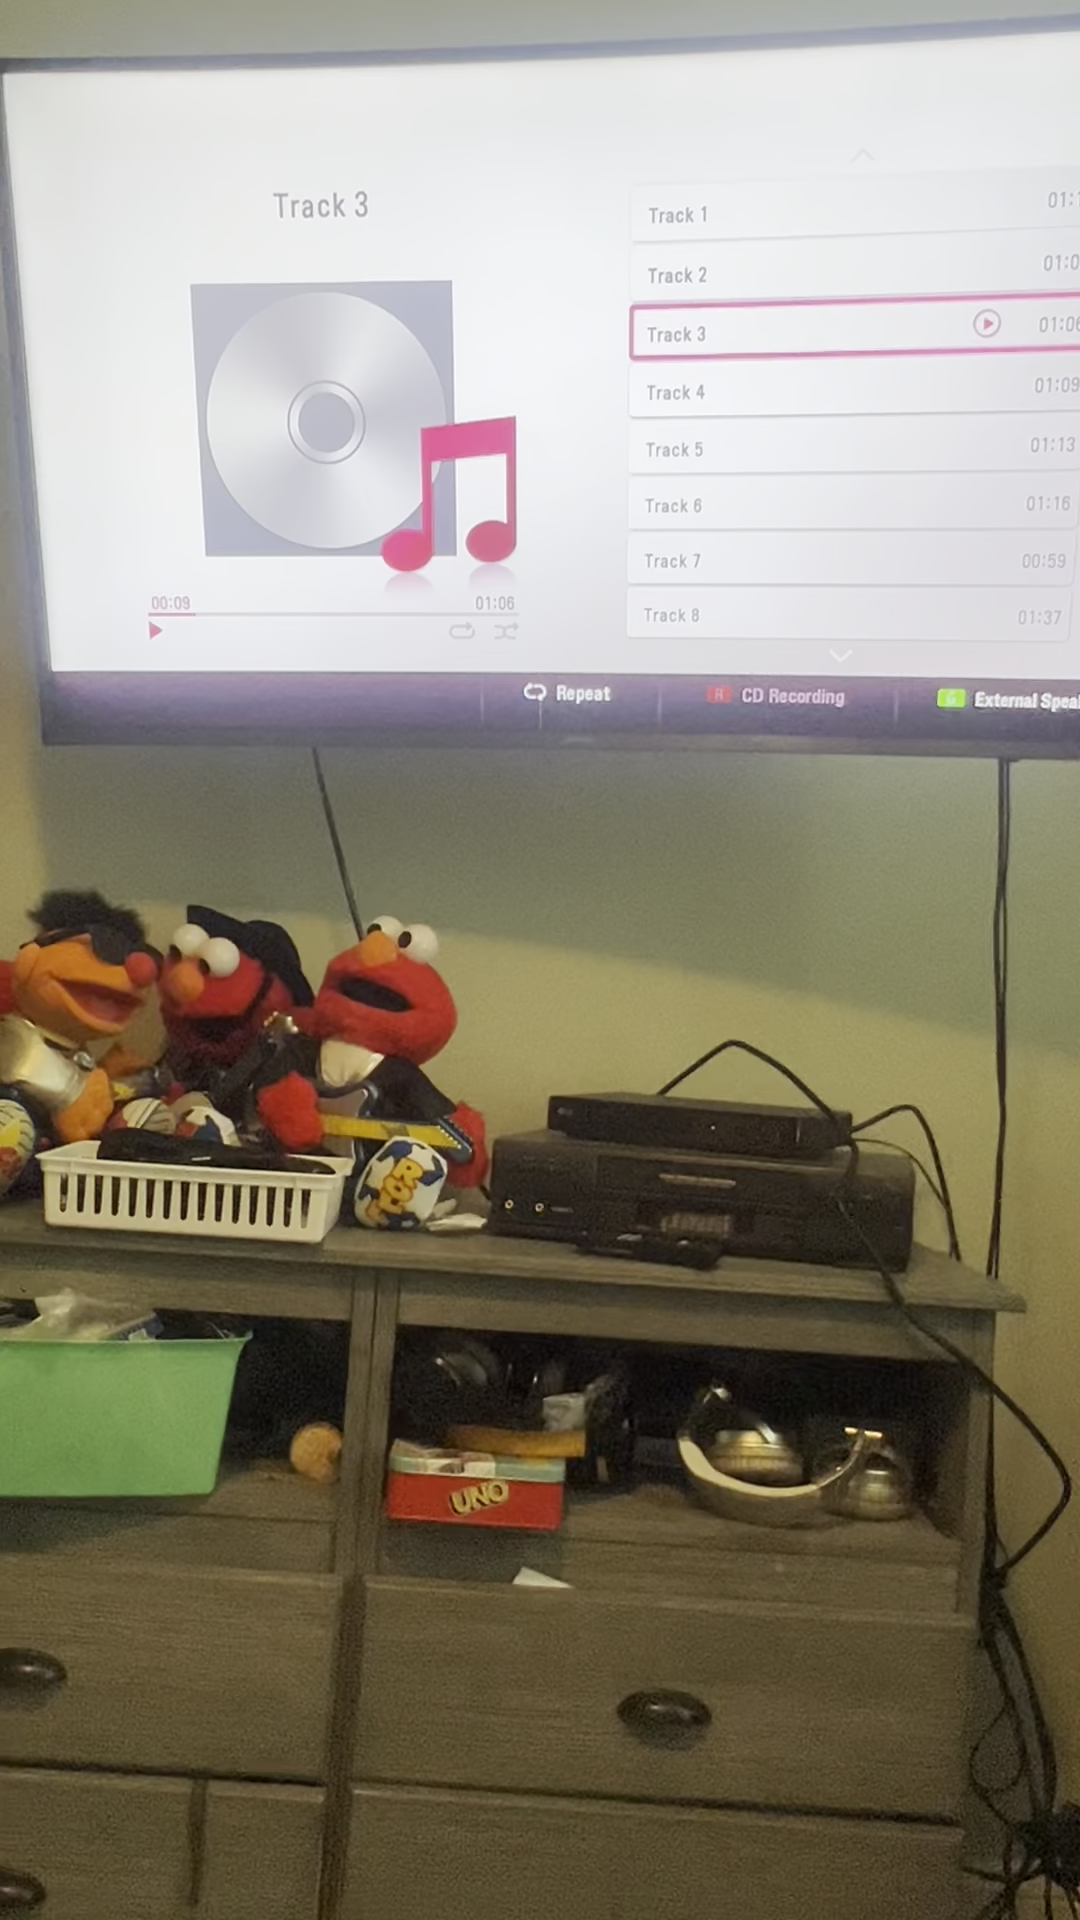 Track 3
00:09
01:06
Track 1
Track 2
Track 3
01:06
Track 4
01:09
Track 5
01:13
Track 6
01:16
Track 7
00:59
Track 8
01:37
Repeat
CD Recording
External
UNO